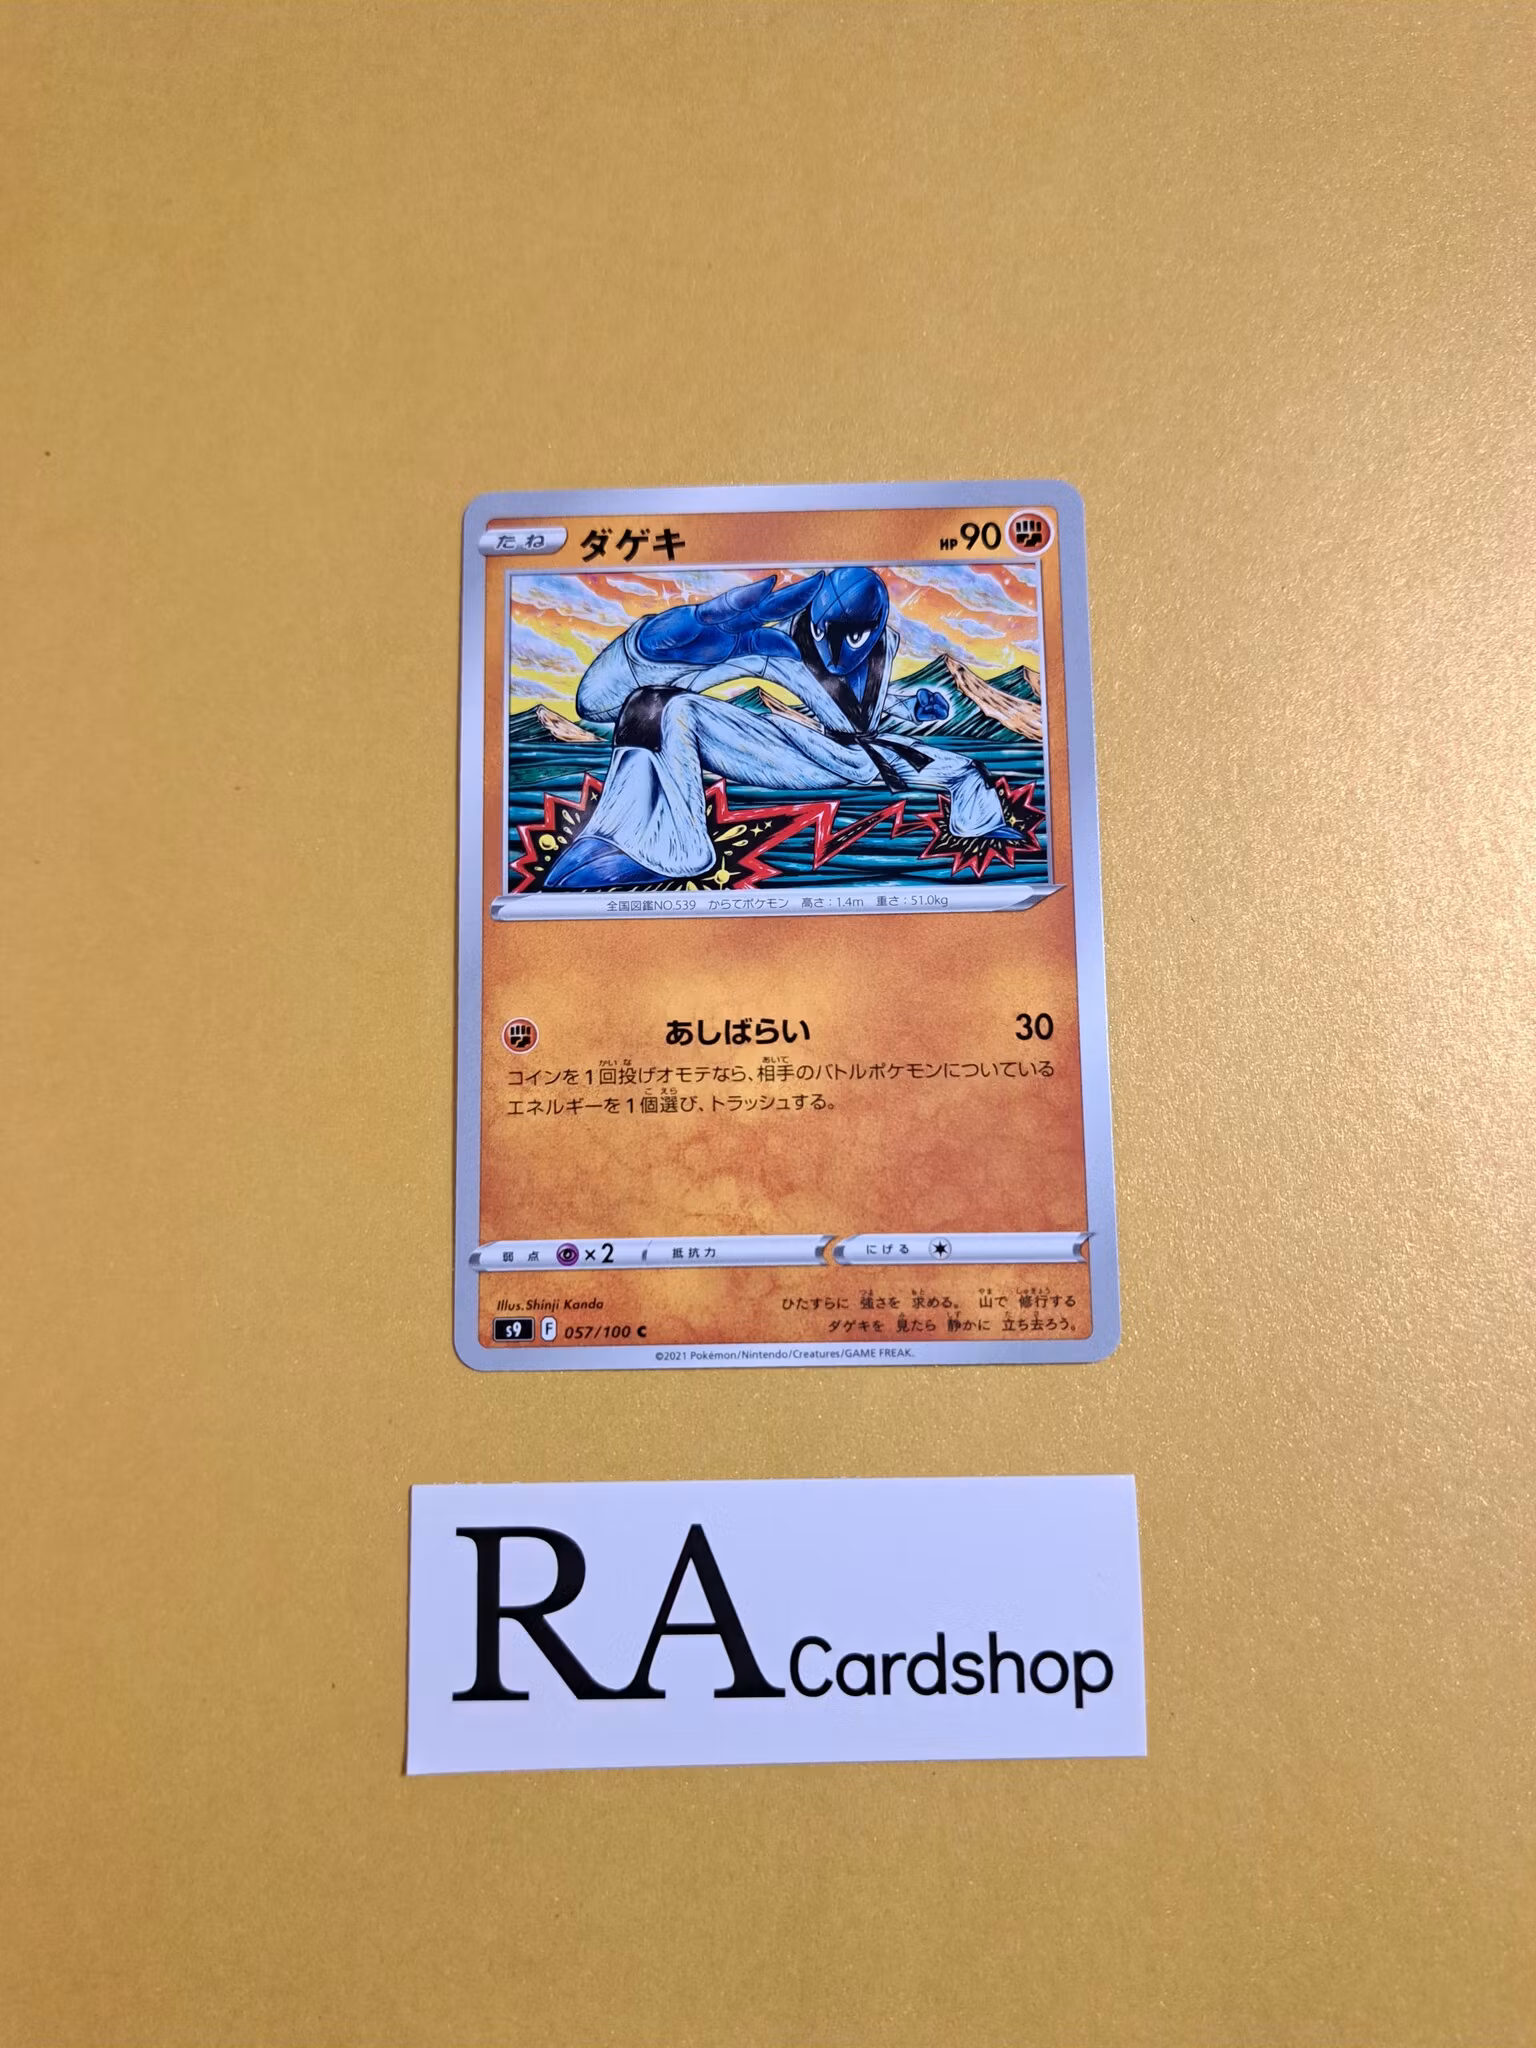 たね ダゲキ HP90
全国図鑑NO.539 からてポケモン 高さ:1.4m 重さ:51.0kg
あしばらい 30
コインを1回投げオモテなら、相手のバトルポケモンについている
エネルギーを1個選び、トラッシュする。
弱点 ×2 抵抗力 にげる
Illus. Shinji Kanda
ひたすらに 強さを 求める。 山で 修行する
ダゲキを 見たら 静かに 立ち去ろう。
s9 F 057/100 C
©2021 Pokémon/Nintendo/Creatures/GAME FREAK.
RA Cardshop